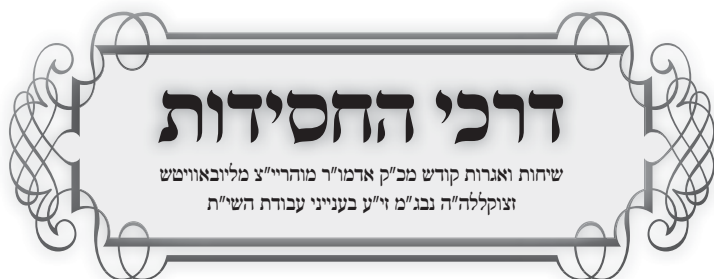 דרכי החסידות
שיחות ואגרות קודש מכ"ק אדמו"ר מוהריי"צ מליובאוויטש
זצוקללה"ה נבג"מ זי"ע בענייני עבודת השי"ת